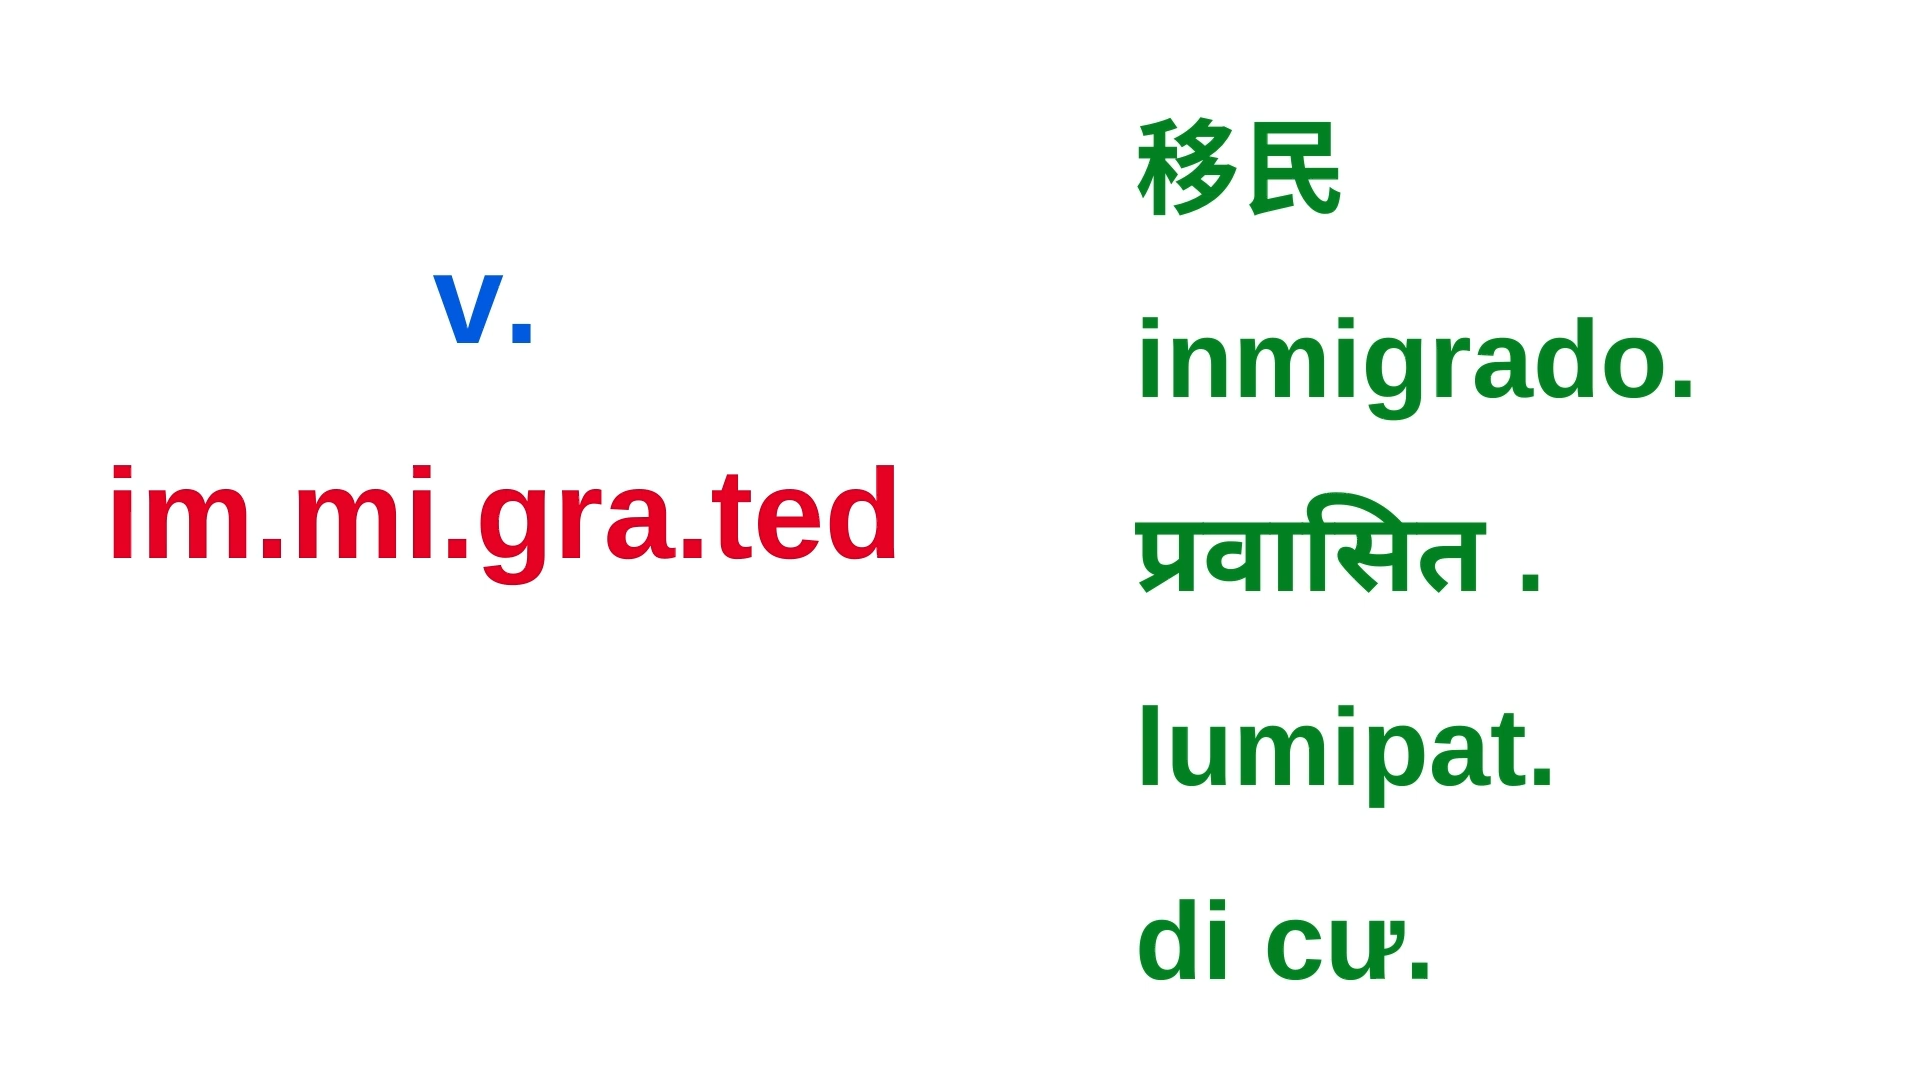 v.
im.mi.gra.ted
移民
inmigrado.
प्रवासित .
lumipat.
di cư.